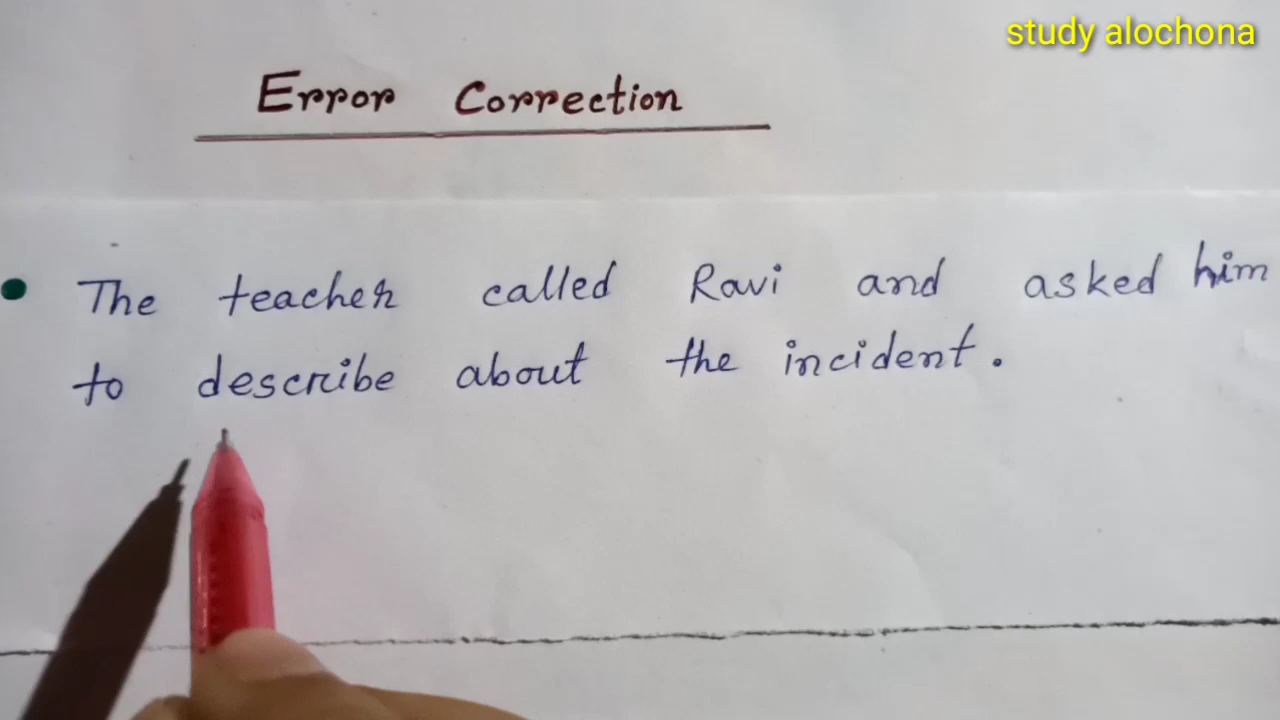 study alochona
Error Correction
• The teacher called Ravi and asked him
to describe about the incident.